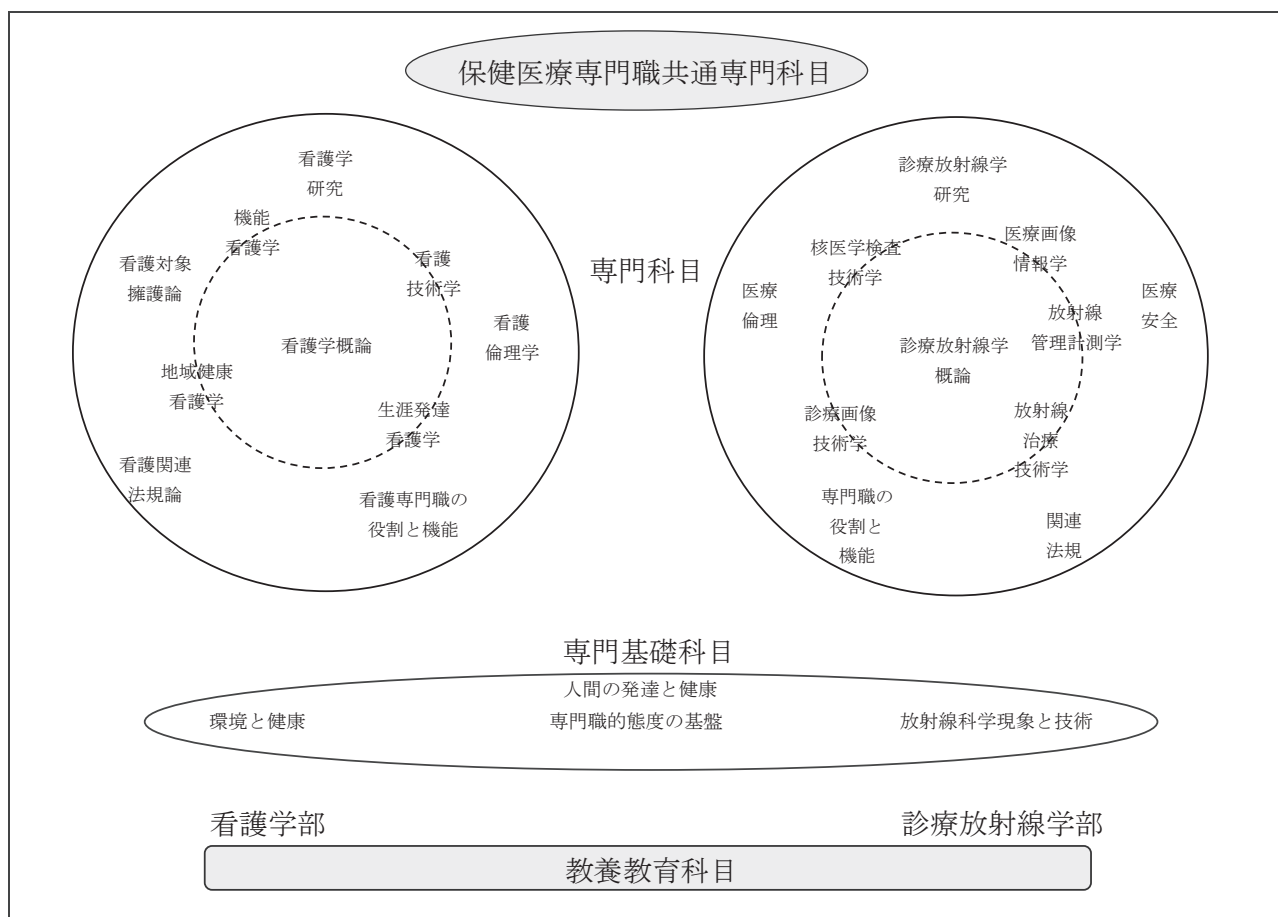 保健医療専門職共通専門科目
看護学
研究
機能
看護学
看護対象
擁護論
看護
技術学
看護
倫理学
看護学概論
地域健康
看護学
生涯発達
看護学
看護関連
法規論
看護専門職の
役割と機能
専門科目
診療放射線学
研究
核医学検査
技術学
医療画像
情報学
医療
倫理
医療
安全
放射線
管理計測学
診療放射線学
概論
診療画像
技術学
放射線
治療
技術学
専門職の
役割と
機能
関連
法規
専門基礎科目
人間の発達と健康
環境と健康
専門職的態度の基盤
放射線科学現象と技術
看護学部
診療放射線学部
教養教育科目